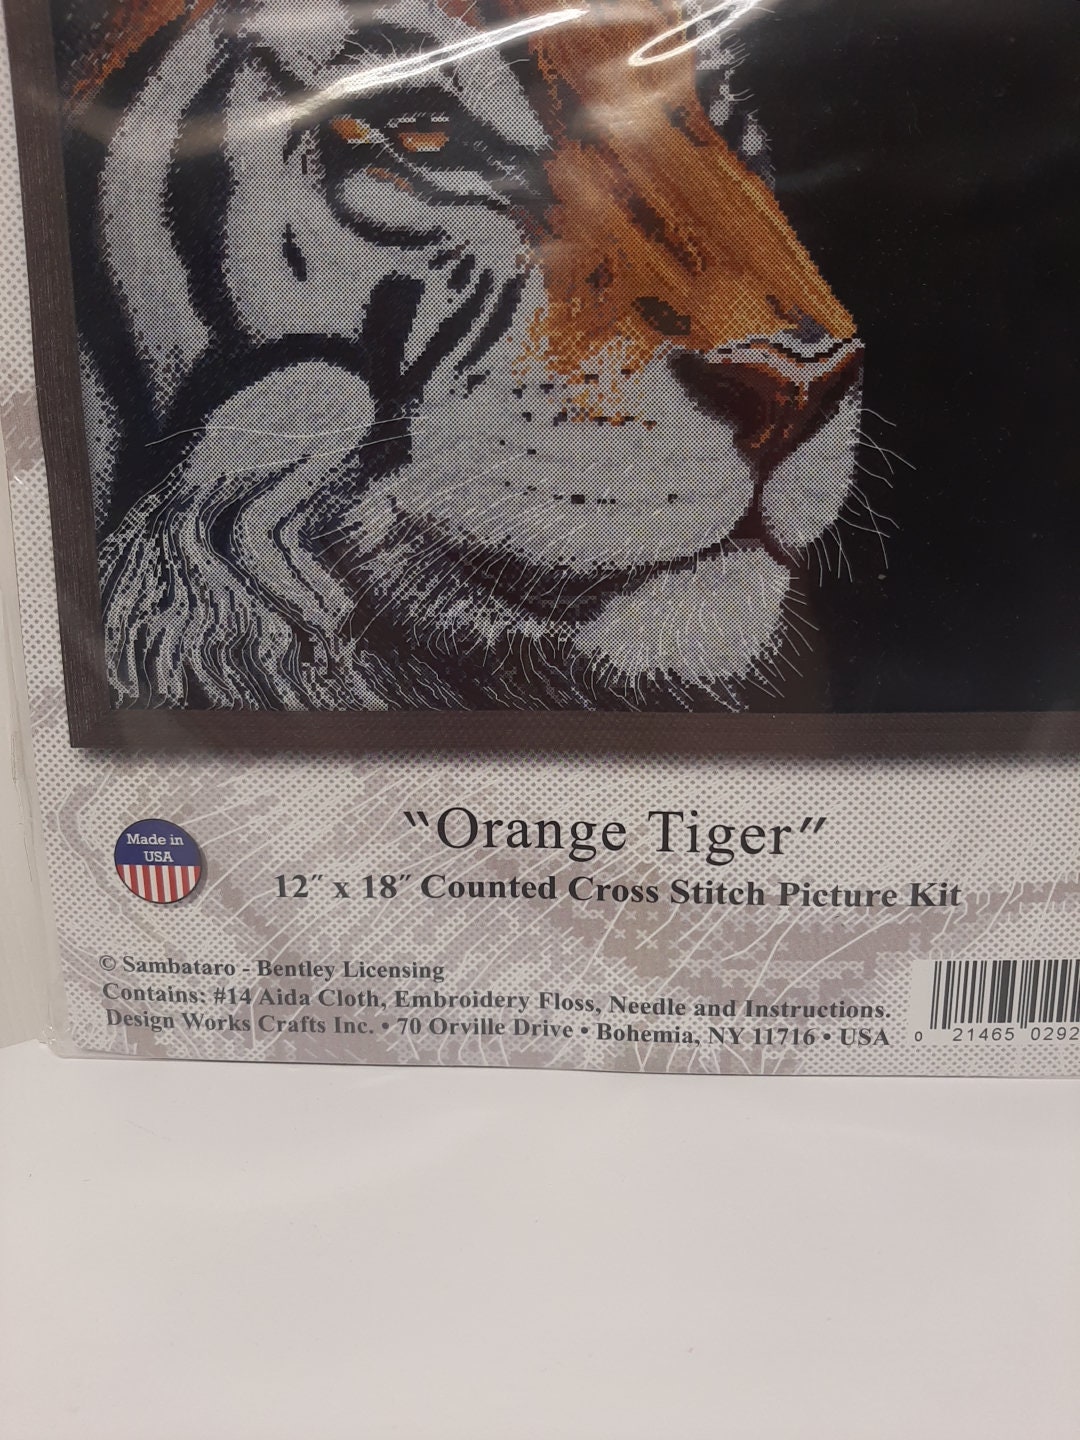 Made in
USA
"Orange Tiger"
12" x 18" Counted Cross Stitch Picture Kit
© Sambataro - Bentley Licensing
Contains: #14 Aida Cloth, Embroidery Floss, Needle and Instructions.
Design Works Crafts Inc. • 70 Orville Drive • Bohemia, NY 11716 • USA
0 21465 0292